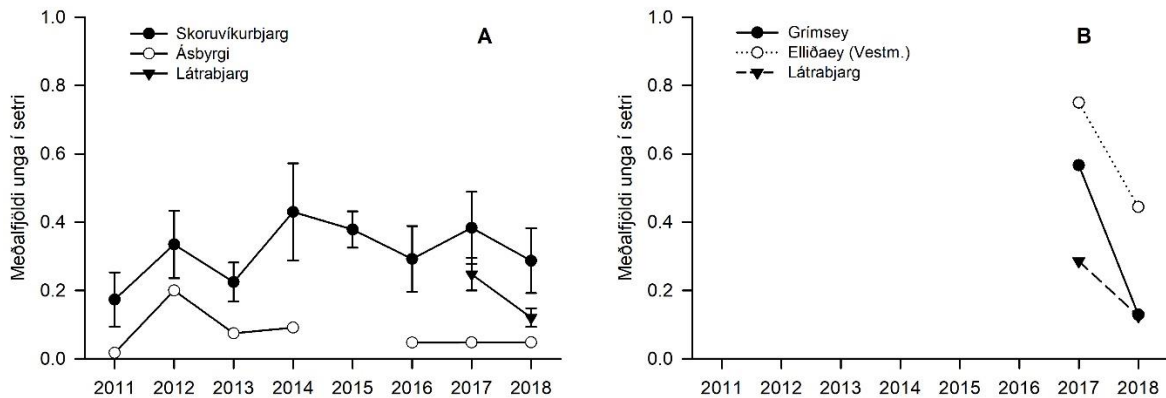 Meðalfjöldi unga í setri
1.0
0.8
0.6
0.4
0.2
0.0
Skoruvíkurbjarg
Ásbyrgi
Látrabjarg
A
2011 2012 2013 2014 2015 2016 2017 2018
Meðalfjöldi unga í setri
1.0
0.8
0.6
0.4
0.2
0.0
Grímsey
Elliðaey (Vestm.)
Látrabjarg
B
2011 2012 2013 2014 2015 2016 2017 2018